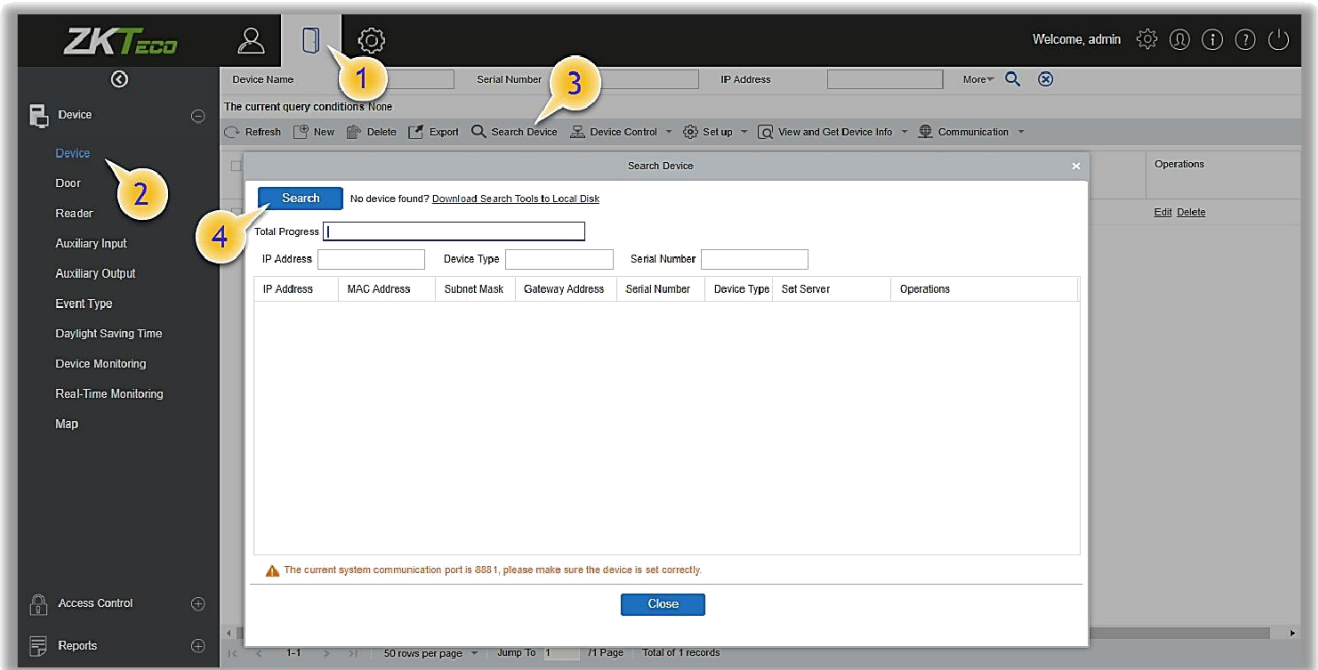 ZKTeco
Welcome, admin
1
Device Name
Serial Number
3
IP Address
More
The current query conditions None
Device
Refresh New Delete Export Search Device Device Control Set up View and Get Device Info Communication
Device
2
Door
Reader
Auxiliary Input
Auxiliary Output
Event Type
Daylight Saving Time
Device Monitoring
Real-Time Monitoring
Map
Access Control
Reports
Operations
Edit Delete
Search Device
×
Search No device found? Download Search Tools to Local Disk
4
Total Progress
IP Address Device Type Serial Number
IP Address MAC Address Subnet Mask Gateway Address Serial Number Device Type Set Server Operations
The current system communication port is 8881, please make sure the device is set correctly.
Close
1-1 50 rows per page Jump To 1 /1 Page Total of 1 records